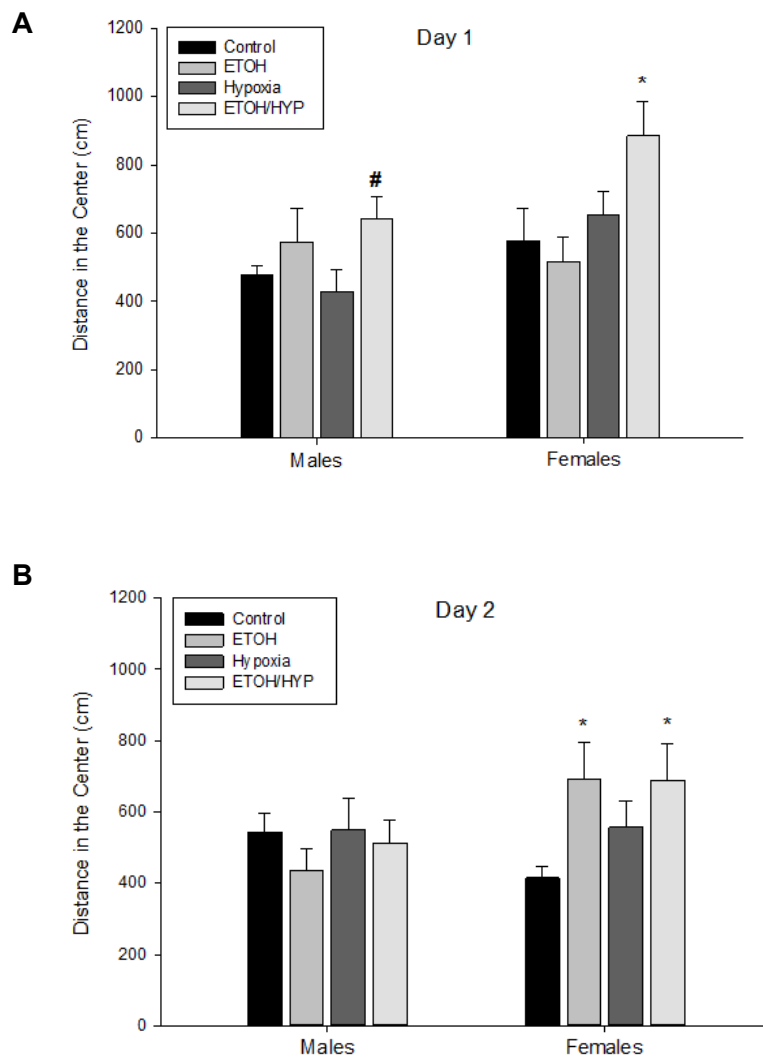 A
Day 1
Control
ETOH
Hypoxia
ETOH/HYP
1200
1000
800
600
400
200
0
Distance in the Center (cm)
#
*
Males Females
B
Day 2
Control
ETOH
Hypoxia
ETOH/HYP
1200
1000
800
600
400
200
0
Distance in the Center (cm)
* *
Males Females